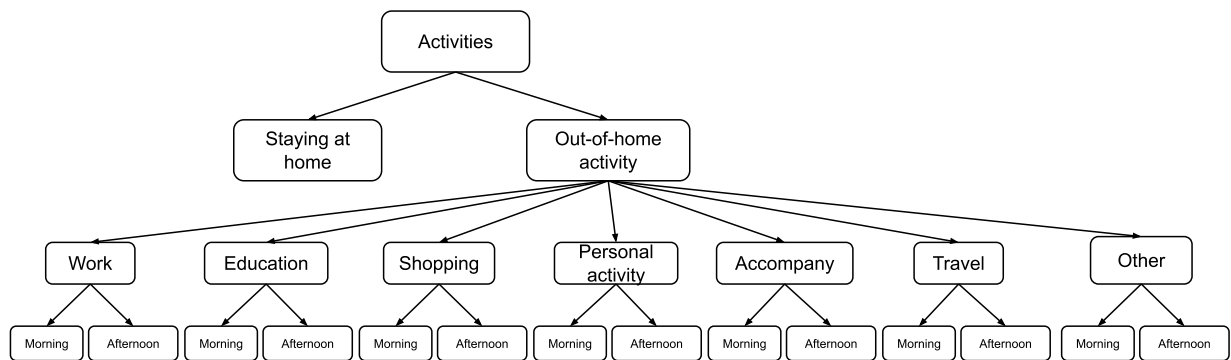 Activities
Staying at
home
Out-of-home
activity
Work
Education
Shopping
Personal
activity
Accompany
Travel
Other
Morning
Afternoon
Morning
Afternoon
Morning
Afternoon
Morning
Afternoon
Morning
Afternoon
Morning
Afternoon
Morning
Afternoon